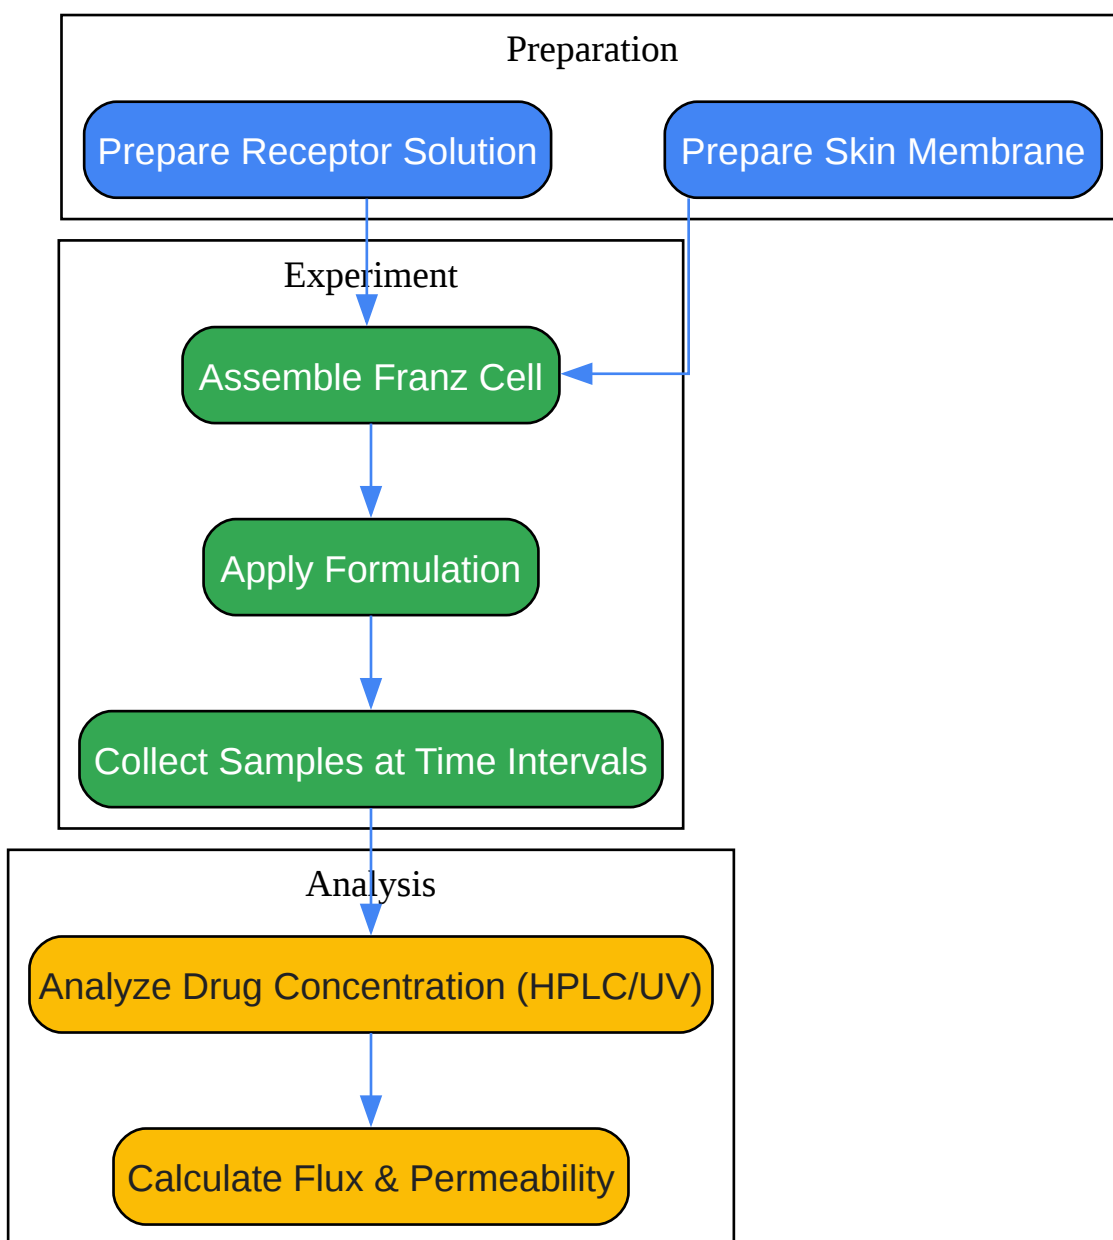 Preparation
Prepare Receptor Solution
Prepare Skin Membrane
Experiment
Assemble Franz Cell
Apply Formulation
Collect Samples at Time Intervals
Analysis
Analyze Drug Concentration (HPLC/UV)
Calculate Flux & Permeability